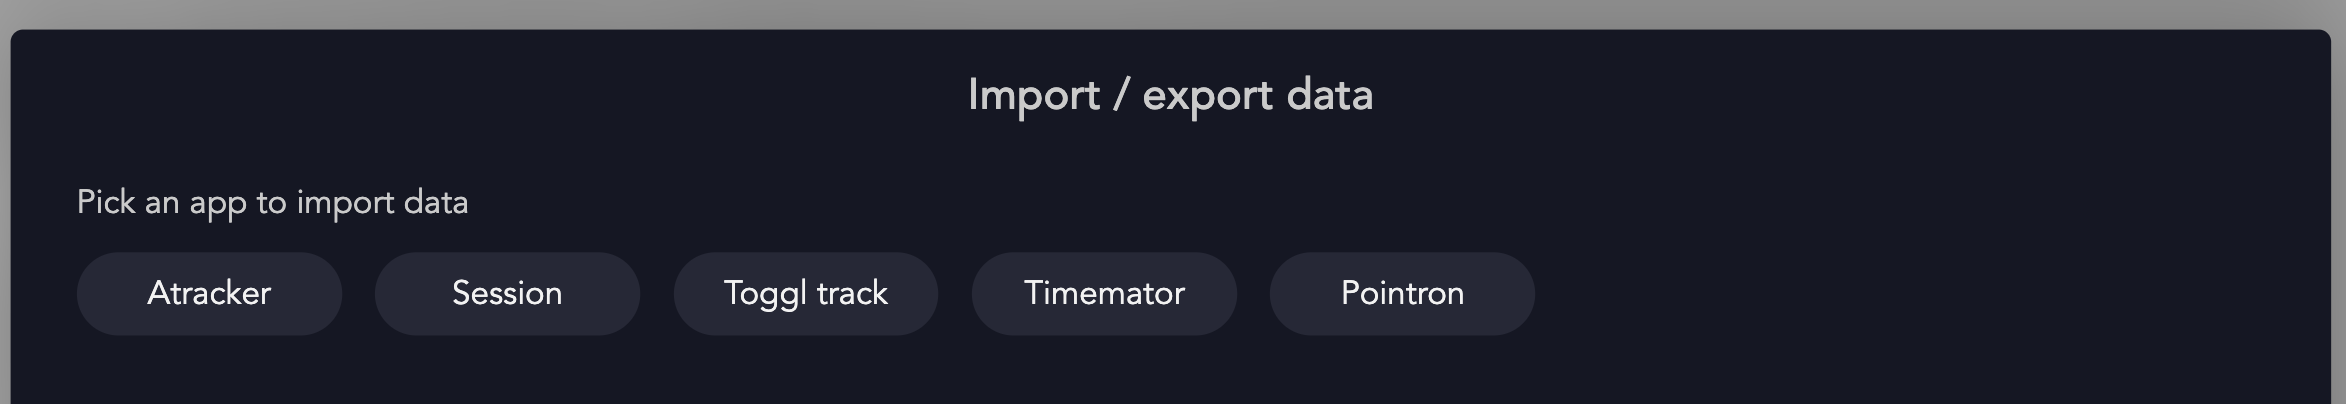 Import / export data
Pick an app to import data
Atracker Session Toggl track Timemator Pointron